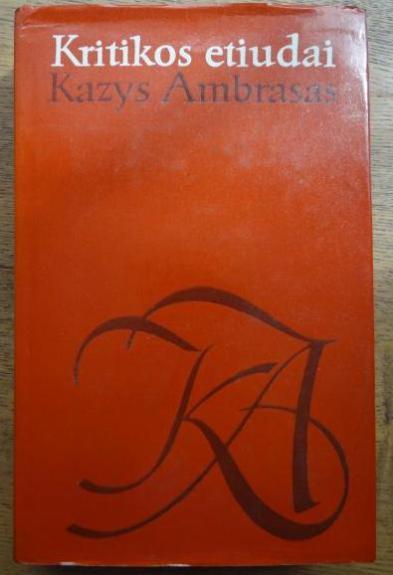 Kritikos etiudai
Kazys Ambrasas
KA